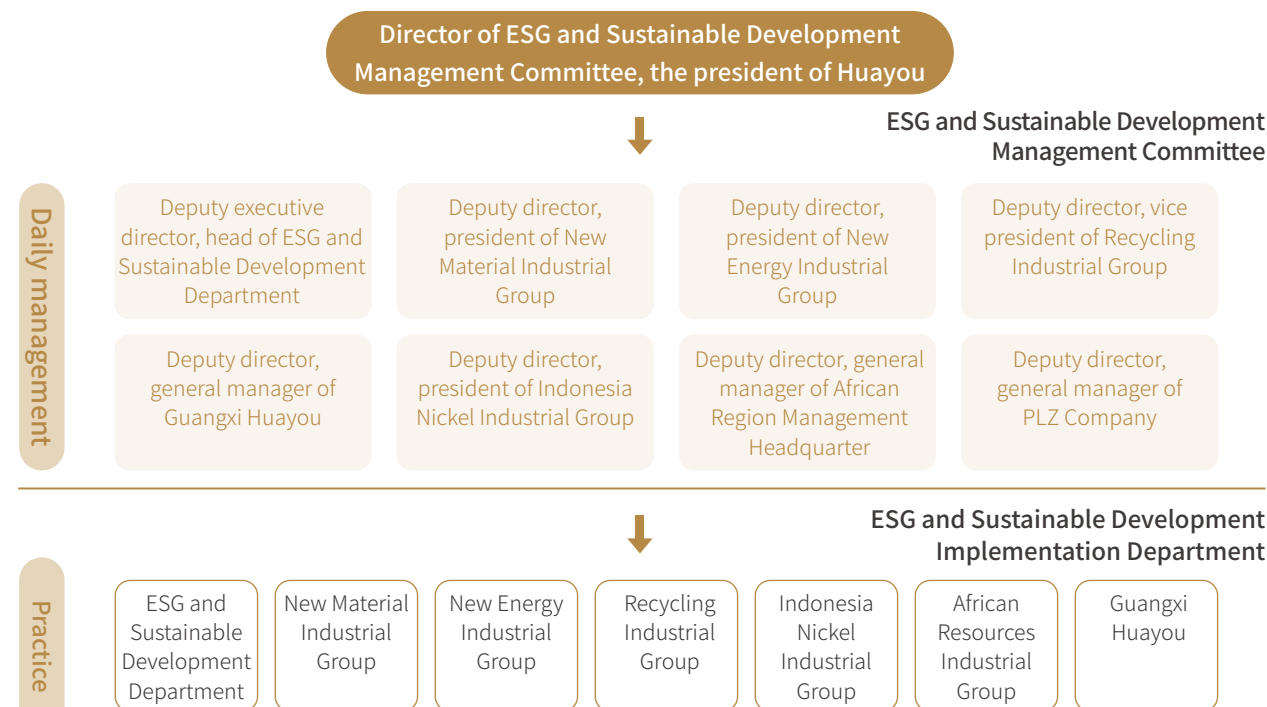 Director of ESG and Sustainable Development
Management Committee, the president of Huayou
ESG and Sustainable Development
Management Committee
Daily management
Deputy executive
director, head of ESG and
Sustainable Development
Department
Deputy director,
president of New
Material Industrial
Group
Deputy director,
president of New
Energy Industrial
Group
Deputy director, vice
president of Recycling
Industrial Group
Deputy director,
general manager of
Guangxi Huayou
Deputy director,
president of Indonesia
Nickel Industrial Group
Deputy director, general
manager of African
Region Management
Headquarter
Deputy director,
general manager of
PLZ Company
ESG and Sustainable Development
Implementation Department
Practice
ESG and
Sustainable
Development
Department
New Material
Industrial
Group
New Energy
Industrial
Group
Recycling
Industrial
Group
Indonesia
Nickel
Industrial
Group
African
Resources
Industrial
Group
Guangxi
Huayou